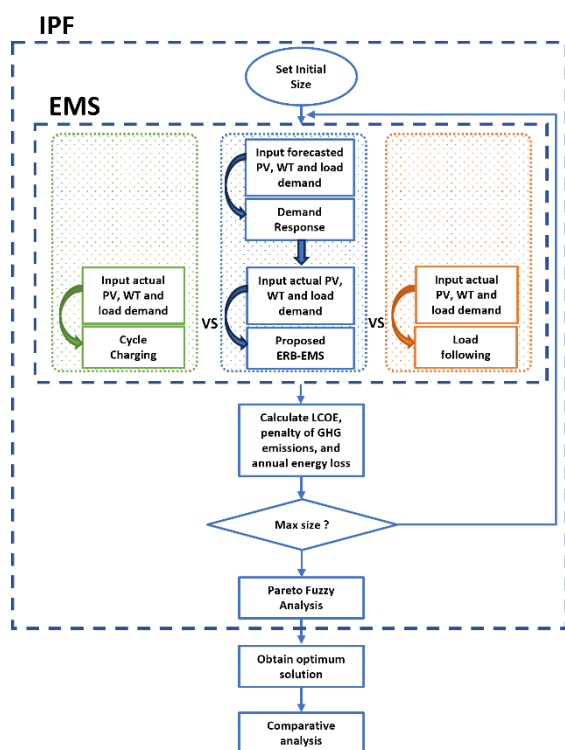 IPF
Set Initial
Size
EMS
Input forecasted
PV, WT and load
demand
Demand
Response
Input actual
PV, WT and
load demand
Cycle
Charging
VS
Input actual PV,
WT and load
demand
Proposed
ERB-EMS
VS
Input actual
PV, WT and
load demand
Load
following
Calculate LCOE,
penalty of GHG
emissions, and
annual energy loss
Max size ?
Pareto Fuzzy
Analysis
Obtain optimum
solution
Comparative
analysis